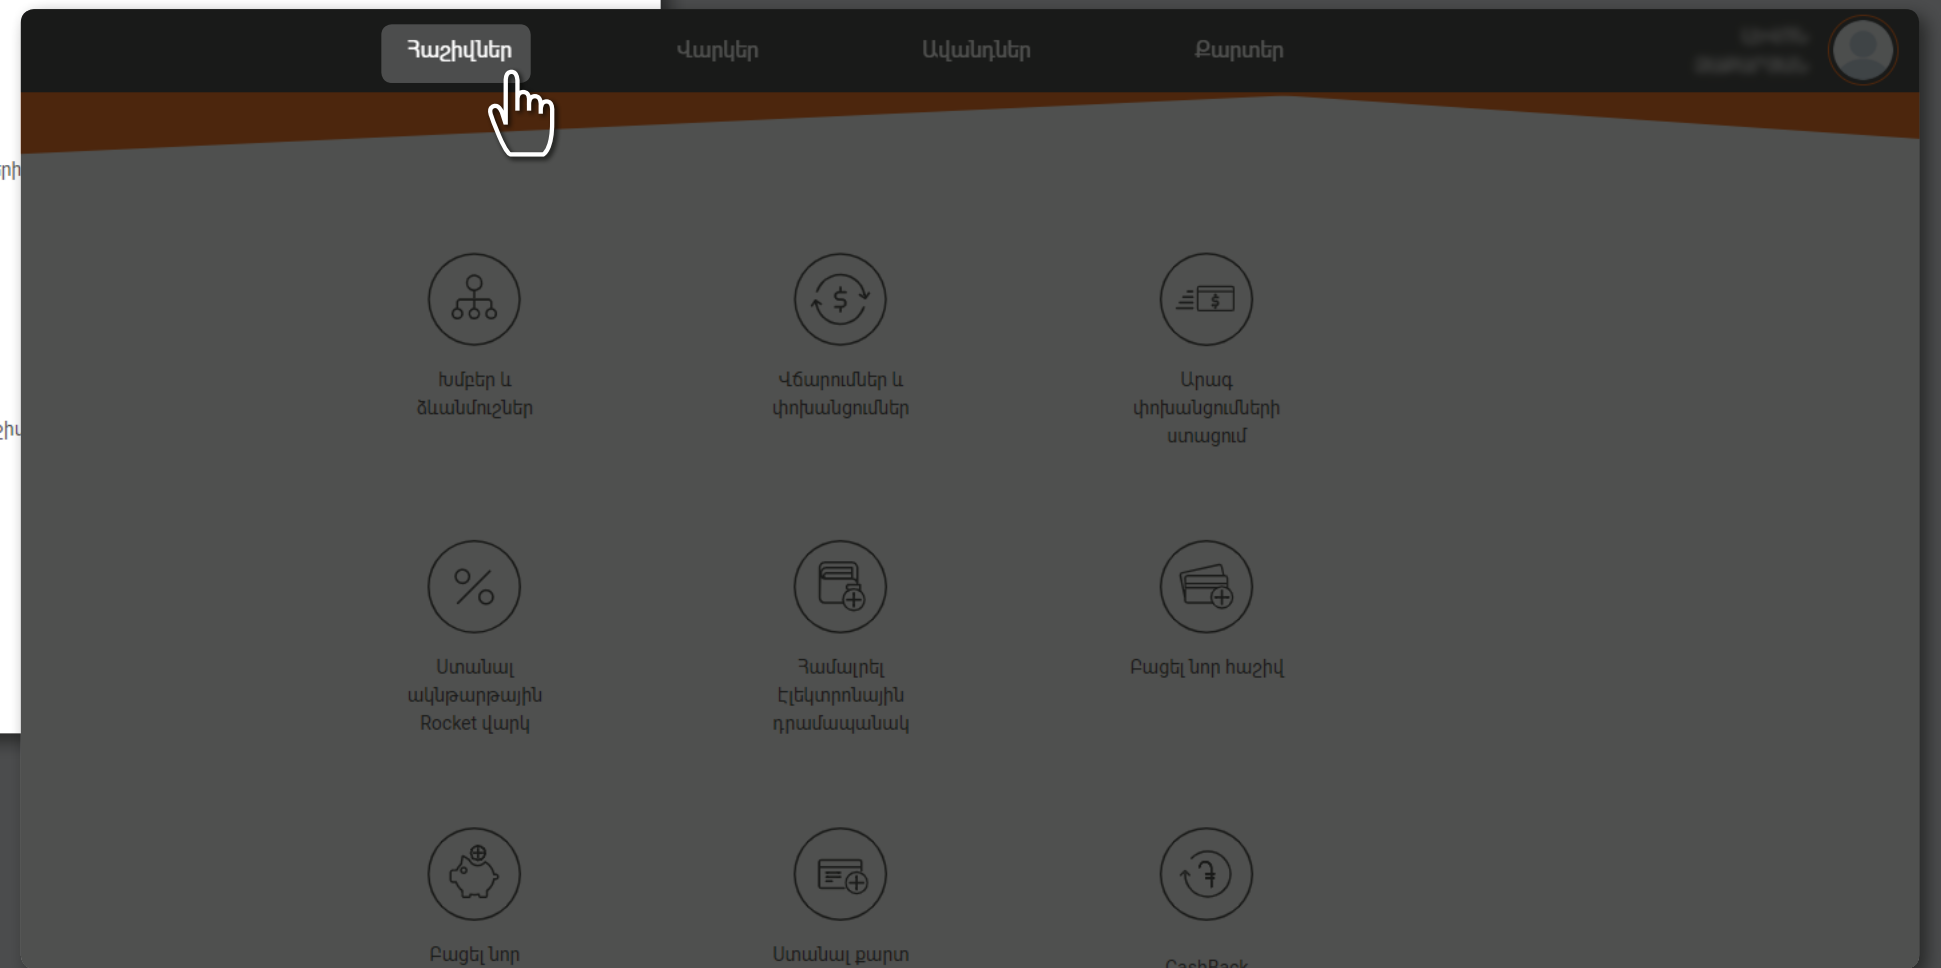 Հաշիվներ
Վարկեր
Ավանդներ
Քարտեր
Խմբեր և
ձևանմուշներ
Վճարումներ և
փոխանցումներ
Արագ
փոխանցումների
ստացում
Ստանալ
ակնթարթային
Rocket վարկ
Համալրել
Էլեկտրոնային
դրամապանակ
Բացել նոր հաշիվ
Բացել նոր
Ստանալ քարտ
CashBack